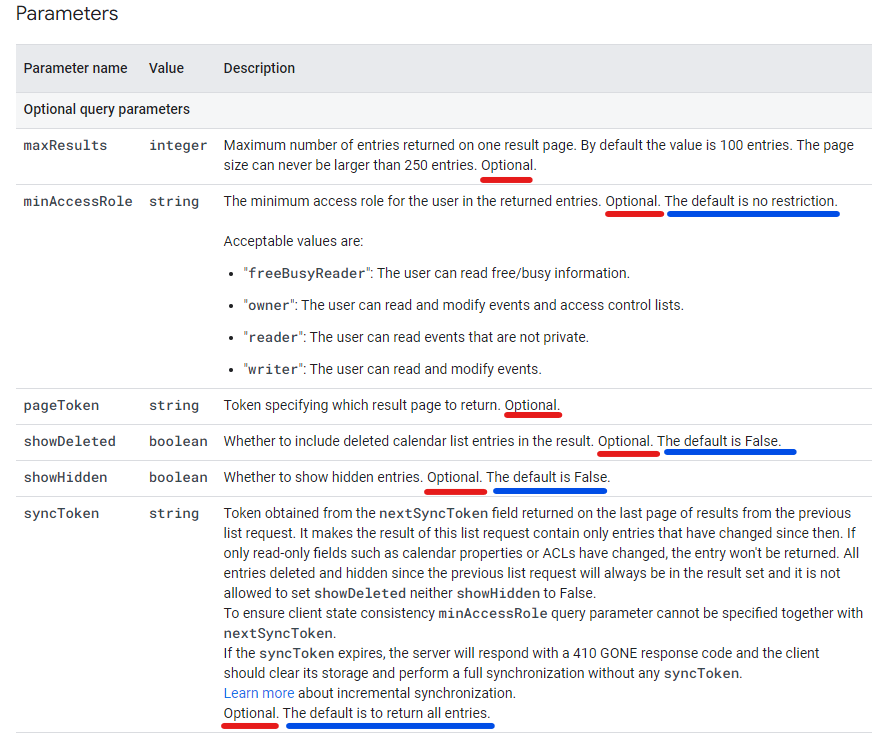 Parameters
Parameter name Value Description
Optional query parameters
maxResults integer Maximum number of entries returned on one result page. By default the value is 100 entries. The page
size can never be larger than 250 entries. Optional.
minAccessRole string The minimum access role for the user in the returned entries. Optional. The default is no restriction.
Acceptable values are:
• "freeBusyReader": The user can read free/busy information.
• "owner": The user can read and modify events and access control lists.
• "reader": The user can read events that are not private.
• "writer": The user can read and modify events.
pageToken string Token specifying which result page to return. Optional.
showDeleted boolean Whether to include deleted calendar list entries in the result. Optional. The default is False.
showHidden boolean Whether to show hidden entries. Optional. The default is False.
syncToken string Token obtained from the nextSyncToken field returned on the last page of results from the previous
list request. It makes the result of this list request contain only entries that have changed since then. If
only read-only fields such as calendar properties or ACLs have changed, the entry won't be returned. All
entries deleted and hidden since the previous list request will always be in the result set and it is not
allowed to set showDeleted neither showHidden to False.
To ensure client state consistency minAccessRole query parameter cannot be specified together with
nextSyncToken.
If the syncToken expires, the server will respond with a 410 GONE response code and the client
should clear its storage and perform a full synchronization without any syncToken.
Learn more about incremental synchronization.
Optional. The default is to return all entries.